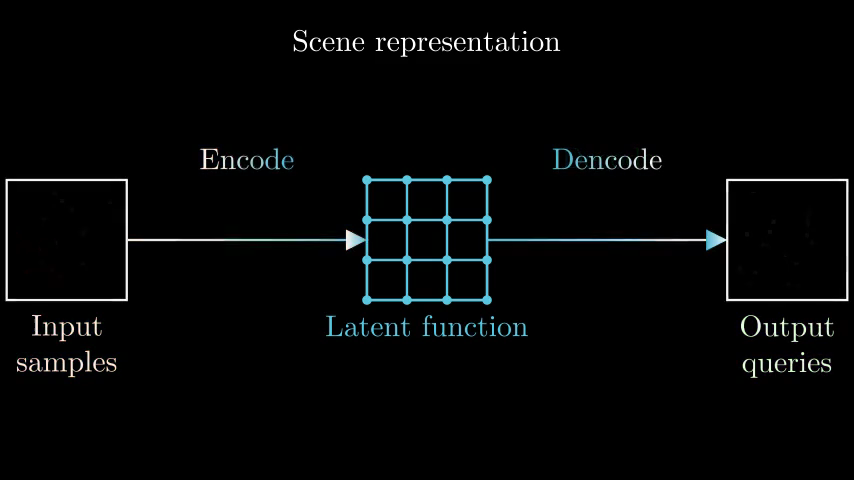 Scene representation
Encode
Dencode
Input
samples
Latent function
Output
queries